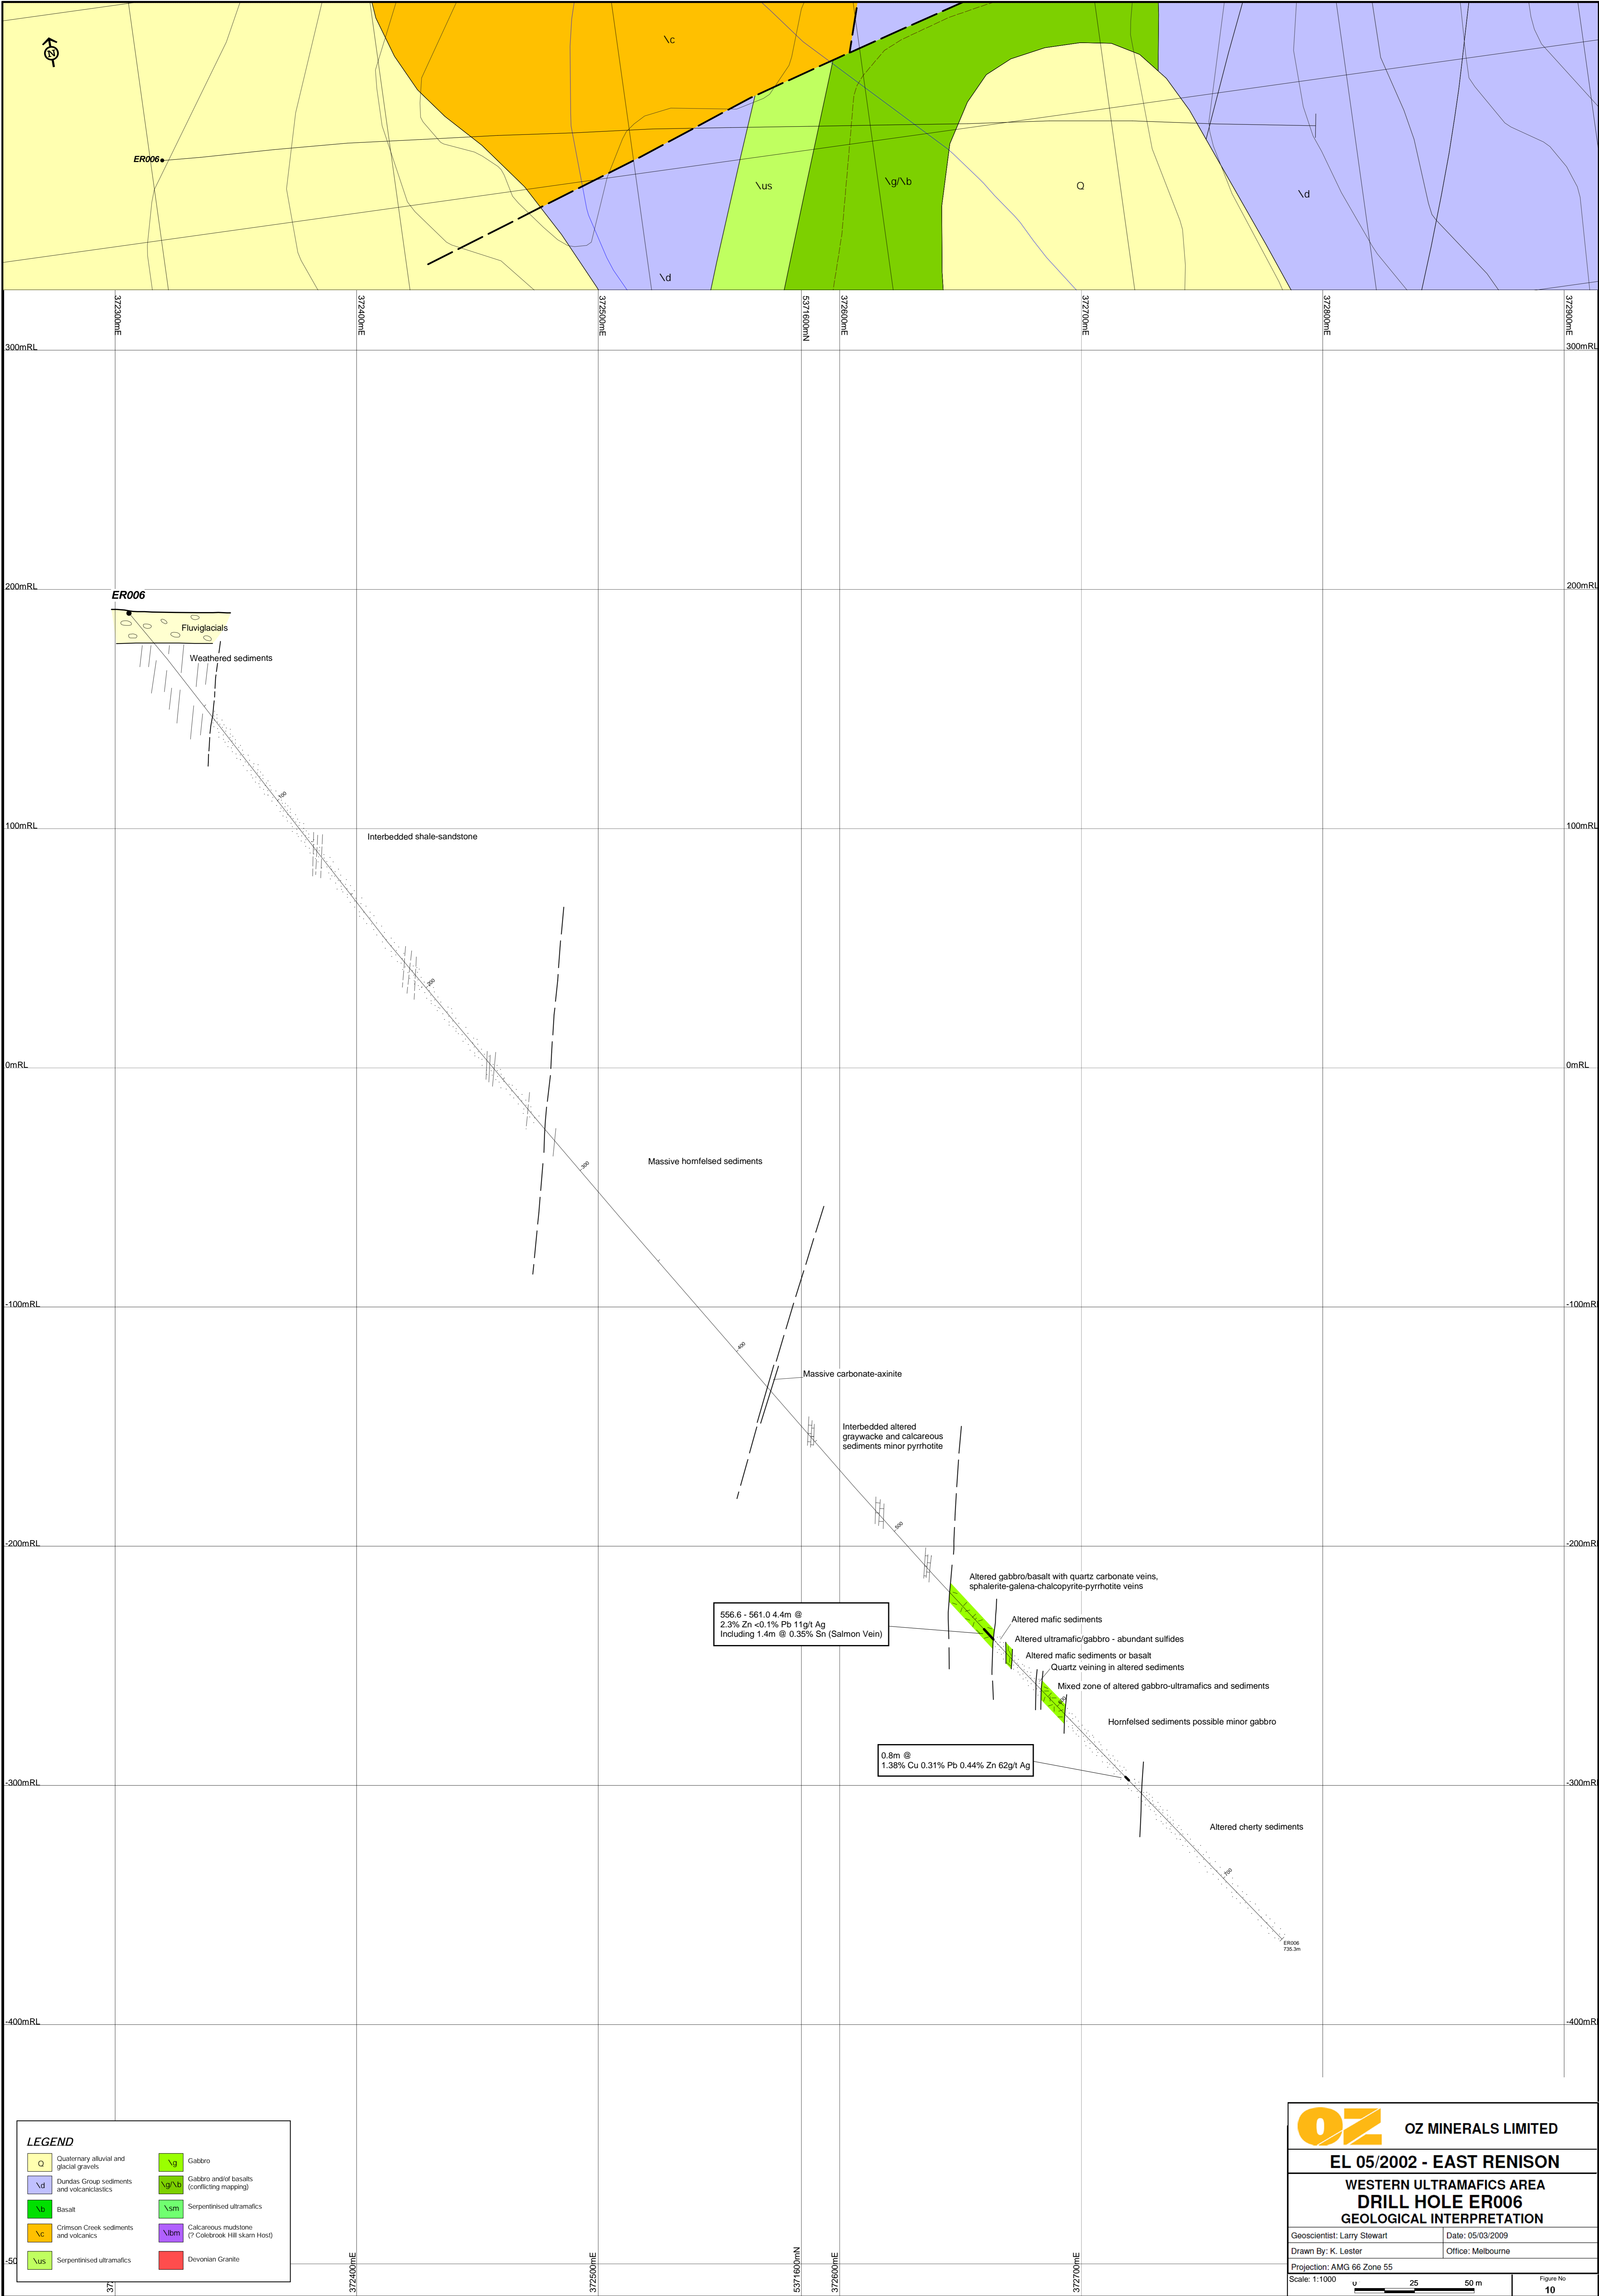 N
\c
ER006
\us
\g/\b
Q
\d
\d
372300mE
372400mE
372500mE
5371600mN
372600mE
372700mE
372800mE
372900mE
300mRL
300mRL
200mRL
200mRL
ER006
Fluviglacials
Weathered sediments
100
100mRL
100mRL
Interbedded shale-sandstone
200
0mRL
0mRL
Massive hornfelsed sediments
300
-100mRL
-100mRL
400
Massive carbonate-axinite
Interbedded altered
graywacke and calcareous
sediments minor pyrrhotite
500
-200mRL
-200mRL
Altered gabbro/basalt with quartz carbonate veins,
sphalerite-galena-chalcopyrite-pyrrhotite veins
556.6 - 561.0 4.4m @
2.3% Zn <0.1% Pb 11g/t Ag
Including 1.4m @ 0.35% Sn (Salmon Vein)
Altered mafic sediments
Altered ultramafic/gabbro - abundant sulfides
Altered mafic sediments or basalt
Quartz veining in altered sediments
Mixed zone of altered gabbro-ultramafics and sediments
600
Hornfelsed sediments possible minor gabbro
0.8m @
1.38% Cu 0.31% Pb 0.44% Zn 62g/t Ag
-300mRL
-300mRL
Altered cherty sediments
700
ER006
735.3m
-400mRL
-400mRL
LEGEND
Q Quaternary alluvial and
glacial gravels
\d Dundas Group sediments
and volcaniclastics
\b Basalt
\c Crimson Creek sediments
and volcanics
\us Serpentinised ultramafics
\g Gabbro
\g/\b Gabbro and/of basalts
(conflicting mapping)
\sm Serpentinised ultramafics
\lbm Calcareous mudstone
(? Colebrook Hill skarn Host)
Devonian Granite
-50
372400mE
372500mE
5371600mN
372600mE
372700mE
OZ
OZ MINERALS LIMITED
EL 05/2002 - EAST RENISON
WESTERN ULTRAMAFICS AREA
DRILL HOLE ER006
GEOLOGICAL INTERPRETATION
Geoscientist: Larry Stewart
Date: 05/03/2009
Drawn By: K. Lester
Office: Melbourne
Projection: AMG 66 Zone 55
Scale: 1:1000
0 25 50 m
Figure No
10